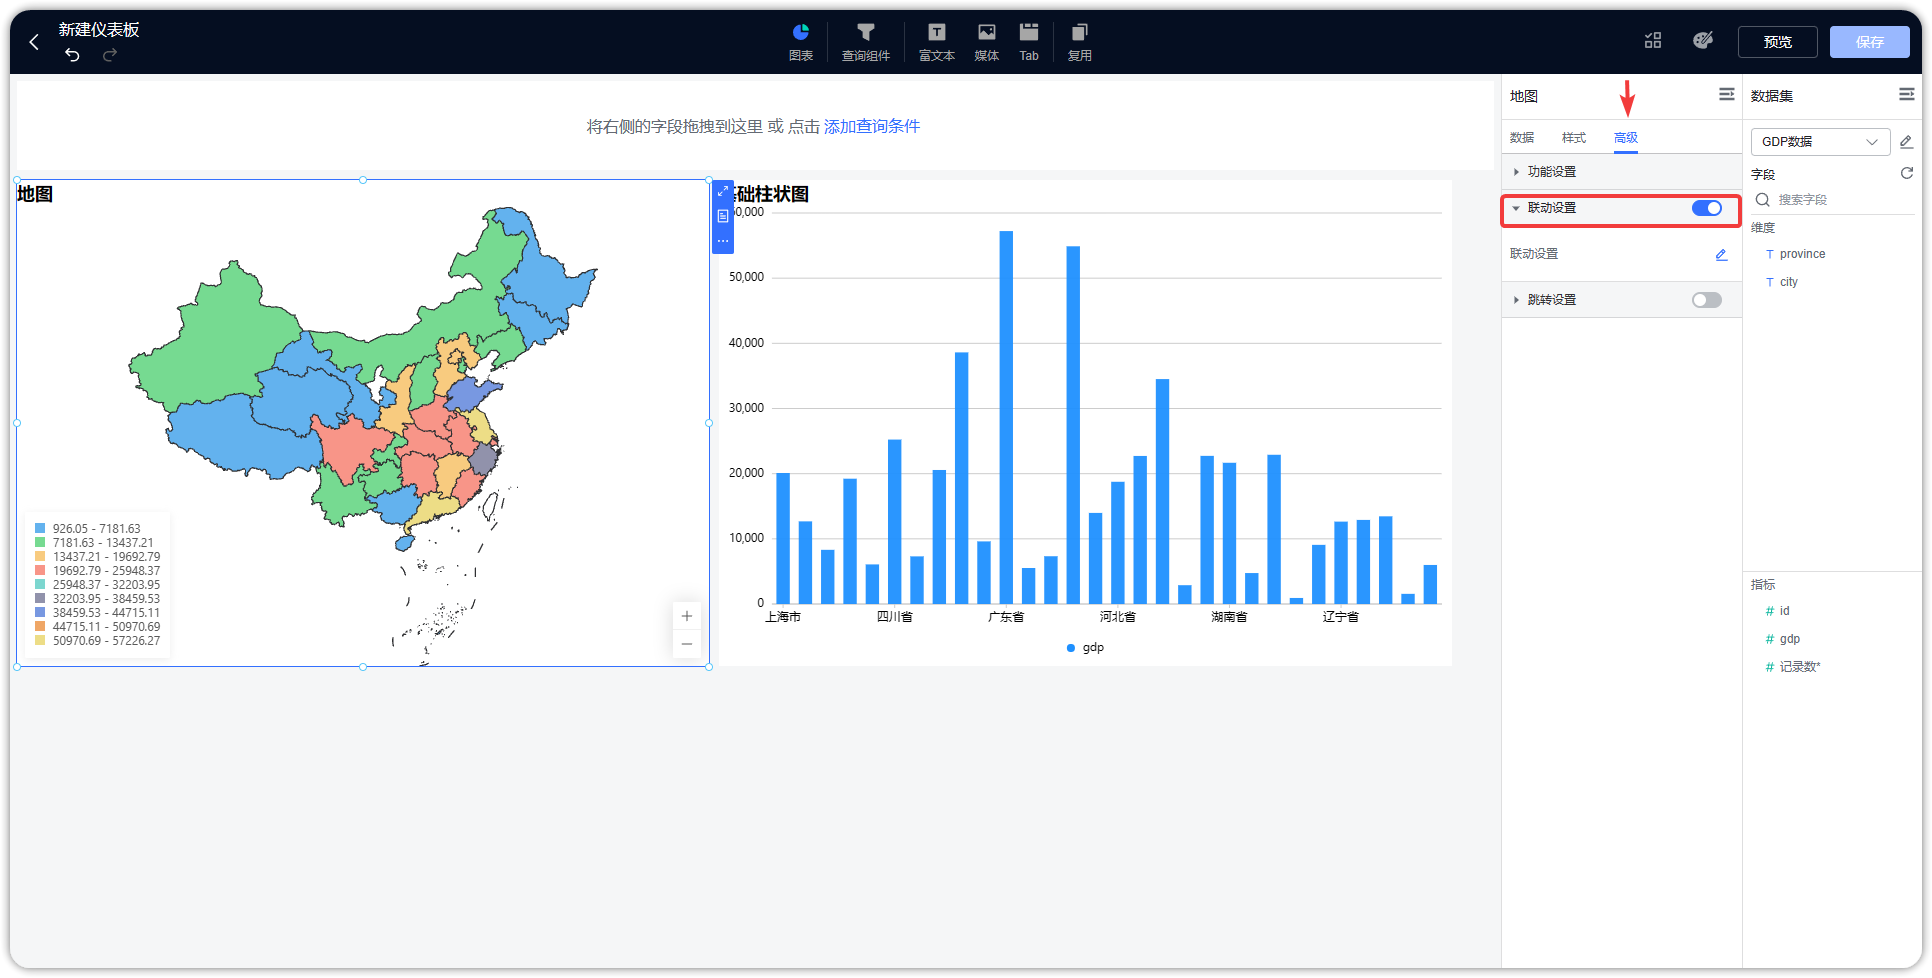 新建仪表板
图表
查询组件
富文本
媒体
Tab
复用
预览
保存
将右侧的字段拖拽到这里 或 点击 添加查询条件
地图
926.05 - 7181.63
7181.63 - 13437.21
13437.21 - 19692.79
19692.79 - 25948.37
25948.37 - 32203.95
32203.95 - 38459.53
38459.53 - 44715.11
44715.11 - 50970.69
50970.69 - 57226.27
础柱状图
0,000
50,000
40,000
30,000
20,000
10,000
0
上海市
四川省
广东省
河北省
湖南省
辽宁省
gdp
地图
数据
样式
高级
功能设置
联动设置
联动设置
跳转设置
数据集
GDP数据
字段
搜索字段
维度
T province
T city
指标
# id
# gdp
# 记录数*